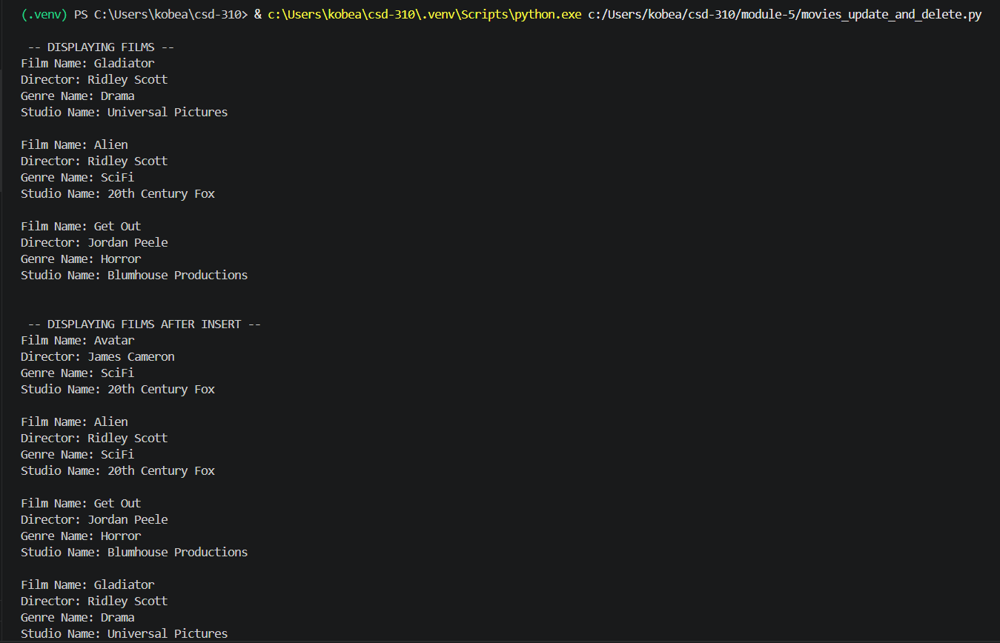 (.venv) PS C:\Users\kobea\csd-310> & c:\Users\kobea\csd-310\.venv\Scripts\python.exe c:/Users/kobea/csd-310/module-5/movies_update_and_delete.py
-- DISPLAYING FILMS --
Film Name: Gladiator
Director: Ridley Scott
Genre Name: Drama
Studio Name: Universal Pictures
Film Name: Alien
Director: Ridley Scott
Genre Name: SciFi
Studio Name: 20th Century Fox
Film Name: Get Out
Director: Jordan Peele
Genre Name: Horror
Studio Name: Blumhouse Productions
-- DISPLAYING FILMS AFTER INSERT --
Film Name: Avatar
Director: James Cameron
Genre Name: SciFi
Studio Name: 20th Century Fox
Film Name: Alien
Director: Ridley Scott
Genre Name: SciFi
Studio Name: 20th Century Fox
Film Name: Get Out
Director: Jordan Peele
Genre Name: Horror
Studio Name: Blumhouse Productions
Film Name: Gladiator
Director: Ridley Scott
Genre Name: Drama
Studio Name: Universal Pictures